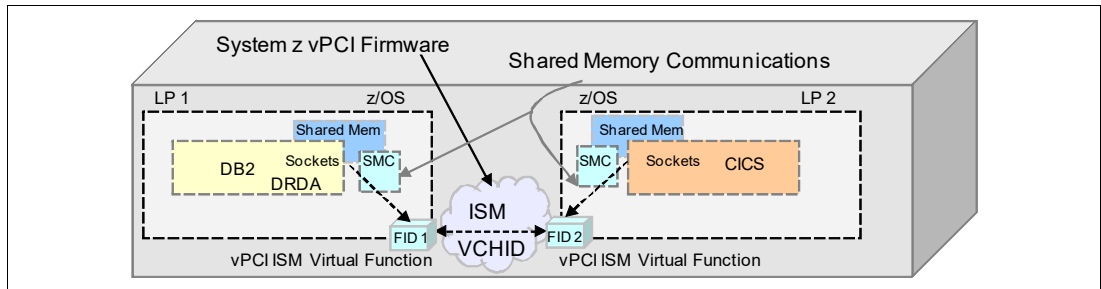 System z vPCI Firmware
Shared Memory Communications
LP 1
z/OS
z/OS
LP 2
Shared Mem
Shared Mem
Sockets
SMC
SMC
Sockets
CICS
DB2
DRDA
ISM
VCHID
FID 1
FID 2
vPCI ISM Virtual Function
vPCI ISM Virtual Function